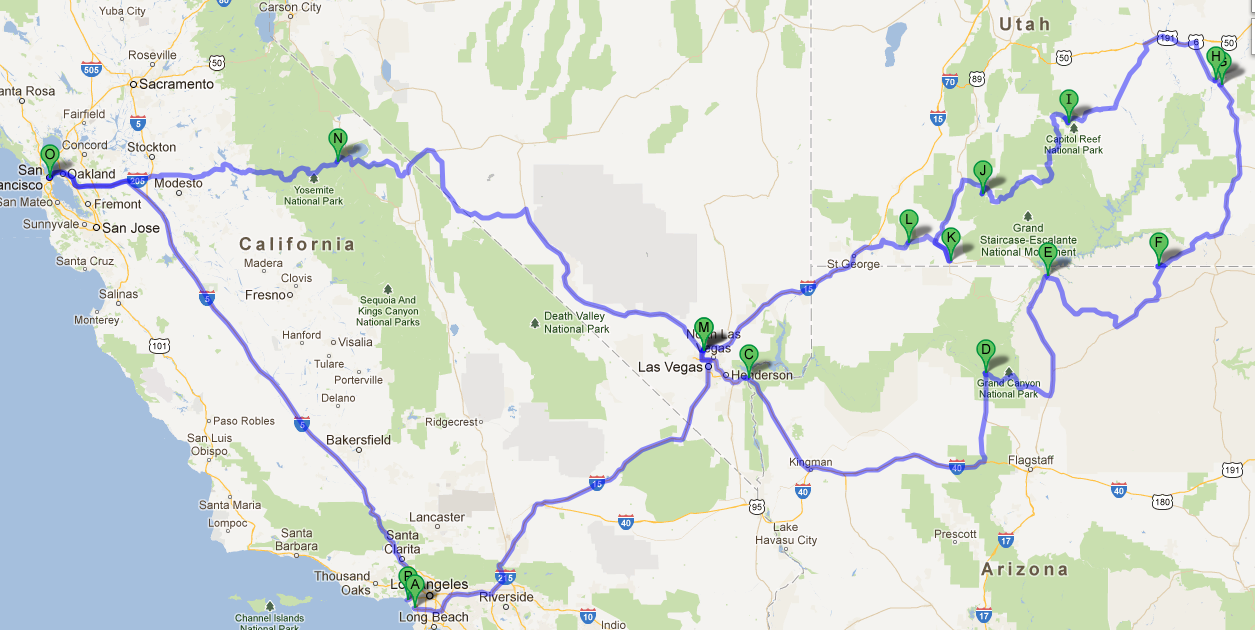 Yuba City
Carson City
80
Utah
191
6
50
Roseville
50
50
505
Sacramento
70
89
H
G
anta Rosa
I
Fairfield
5
15
Capitol Reef
National Park
Concord
Stockton
N
O
San
ancisco
Oakland
205
Modesto
Yosemite
National Park
J
San Mateo
Fremont
Sunnyvale
San Jose
L
Grand
Staircase-Escalante
National Monument
California
K
E
F
Santa Cruz
Madera
St George
Clovis
Sequoia And
Kings Canyon
National Parks
15
Salinas
5
Fresno
Monterey
Death Valley
National Park
M
North Las
Vegas
101
Hanford
Visalia
C
D
Tulare
Las Vegas
Henderson
Porterville
Grand Canyon
National Park
Delano
Paso Robles
5
Ridgecrest
San Luis
Obispo
Bakersfield
Kingman
40
Flagstaff
191
15
40
40
180
Santa Maria
95
Lompoc
Lancaster
40
Lake
Havasu City
Santa
Barbara
Santa
Clarita
Prescott
17
Thousand
Oaks
B
A
Los Angeles
215
Arizona
Riverside
Long Beach
Channel Islands
National Park
10
Indio
17